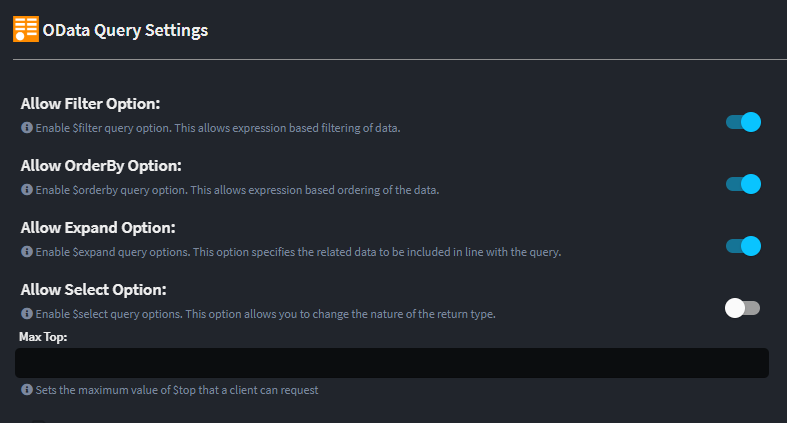 OData Query Settings
Allow Filter Option:
Enable $filter query option. This allows expression based filtering of data.
Allow OrderBy Option:
Enable $orderby query option. This allows expression based ordering of the data.
Allow Expand Option:
Enable $expand query options. This option specifies the related data to be included in line with the query.
Allow Select Option:
Enable $select query options. This option allows you to change the nature of the return type.
Max Top:
Sets the maximum value of $top that a client can request